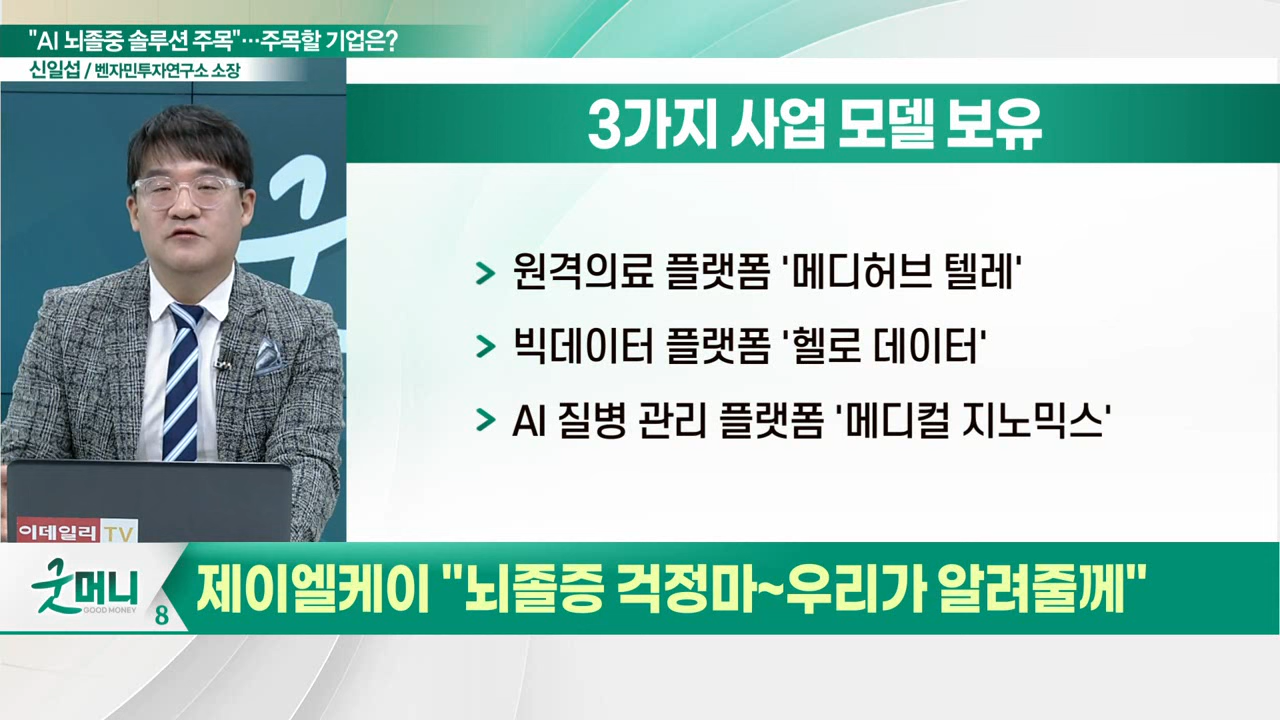 "AI 뇌졸중 솔루션 주목"…주목할 기업은?
신일섭 / 벤자민투자연구소 소장
3가지 사업 모델 보유
> 원격의료 플랫폼 '메디허브 텔레'
> 빅데이터 플랫폼 '헬로 데이터'
> AI 질병 관리 플랫폼 '메디컬 지노믹스'
이데일리 TV
굿머니
GOOD MONEY
8
제이엘케이 "뇌졸증 걱정마~우리가 알려줄께"